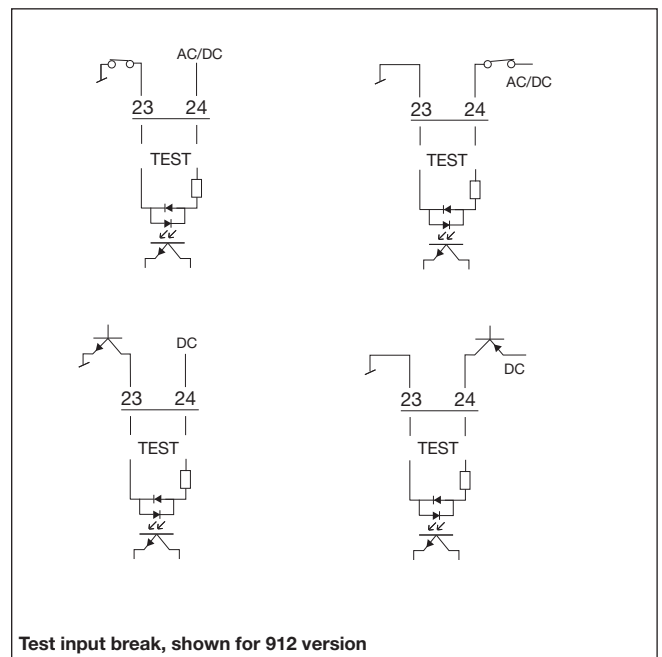 AC/DC
23 24
TEST
AC/DC
23 24
TEST
DC
23 24
TEST
DC
23 24
TEST
Test input break, shown for 912 version